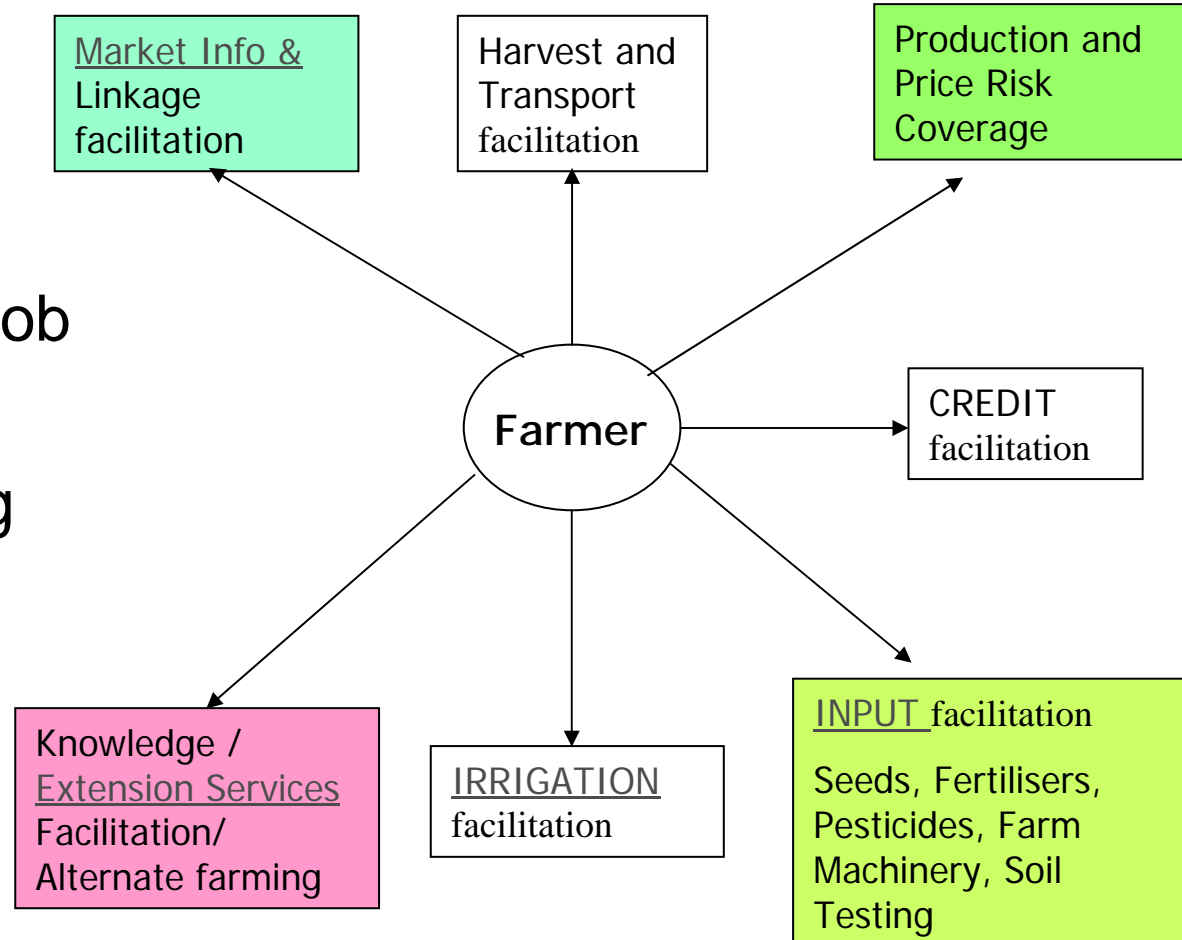 Market Info &
Linkage
facilitation
Harvest and
Transport
facilitation
Production and
Price Risk
Coverage
ob
g
Farmer
CREDIT
facilitation
Knowledge /
Extension Services
Facilitation/
Alternate farming
IRRIGATION
facilitation
INPUT facilitation
Seeds, Fertilisers,
Pesticides, Farm
Machinery, Soil
Testing